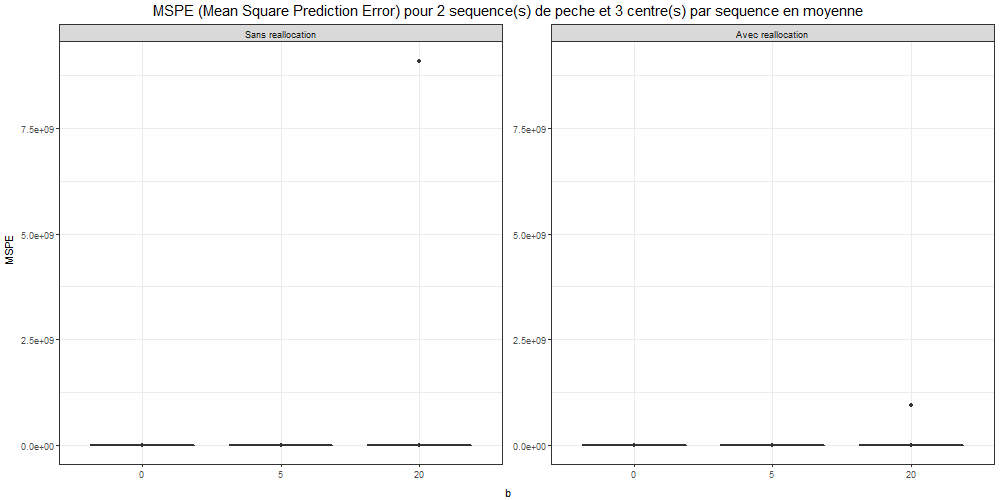 MSPE (Mean Square Prediction Error) pour 2 sequence(s) de peche et 3 centre(s) par sequence en moyenne
Sans reallocation
Avec reallocation
7.5e+09
5.0e+09
2.5e+09
0.0e+00
7.5e+09
5.0e+09
2.5e+09
0.0e+00
MSPE
0 5 20
0 5 20
b